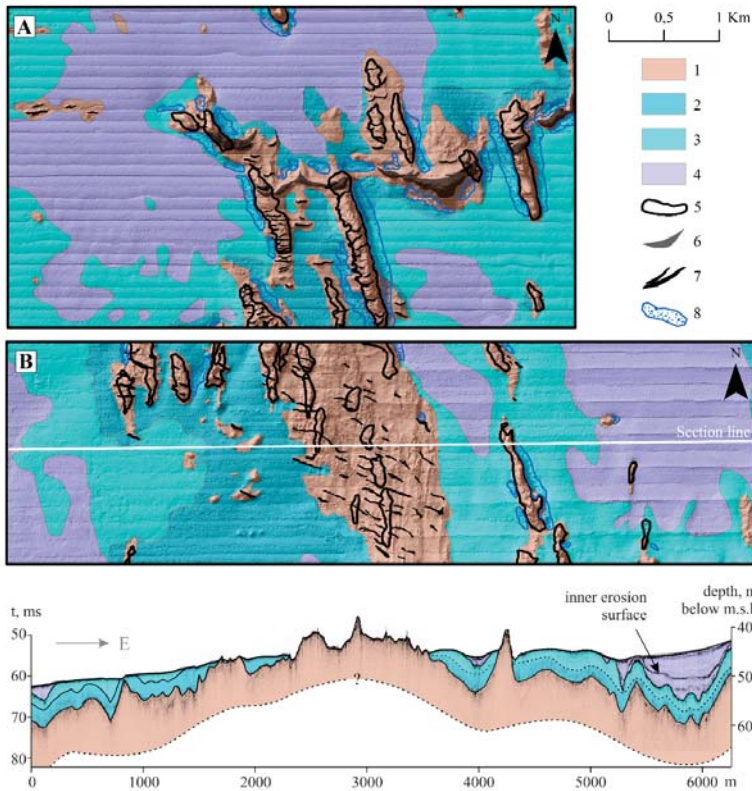 A
N
0 0,5 1 Km
1
2
3
4
5
6
7
8
B
N
Section line
t, ms
E
inner erosion
surface
depth, m
below m.s.l
50
60
70
80
40
50
60
?
0 1000 2000 3000 4000 5000 6000 m